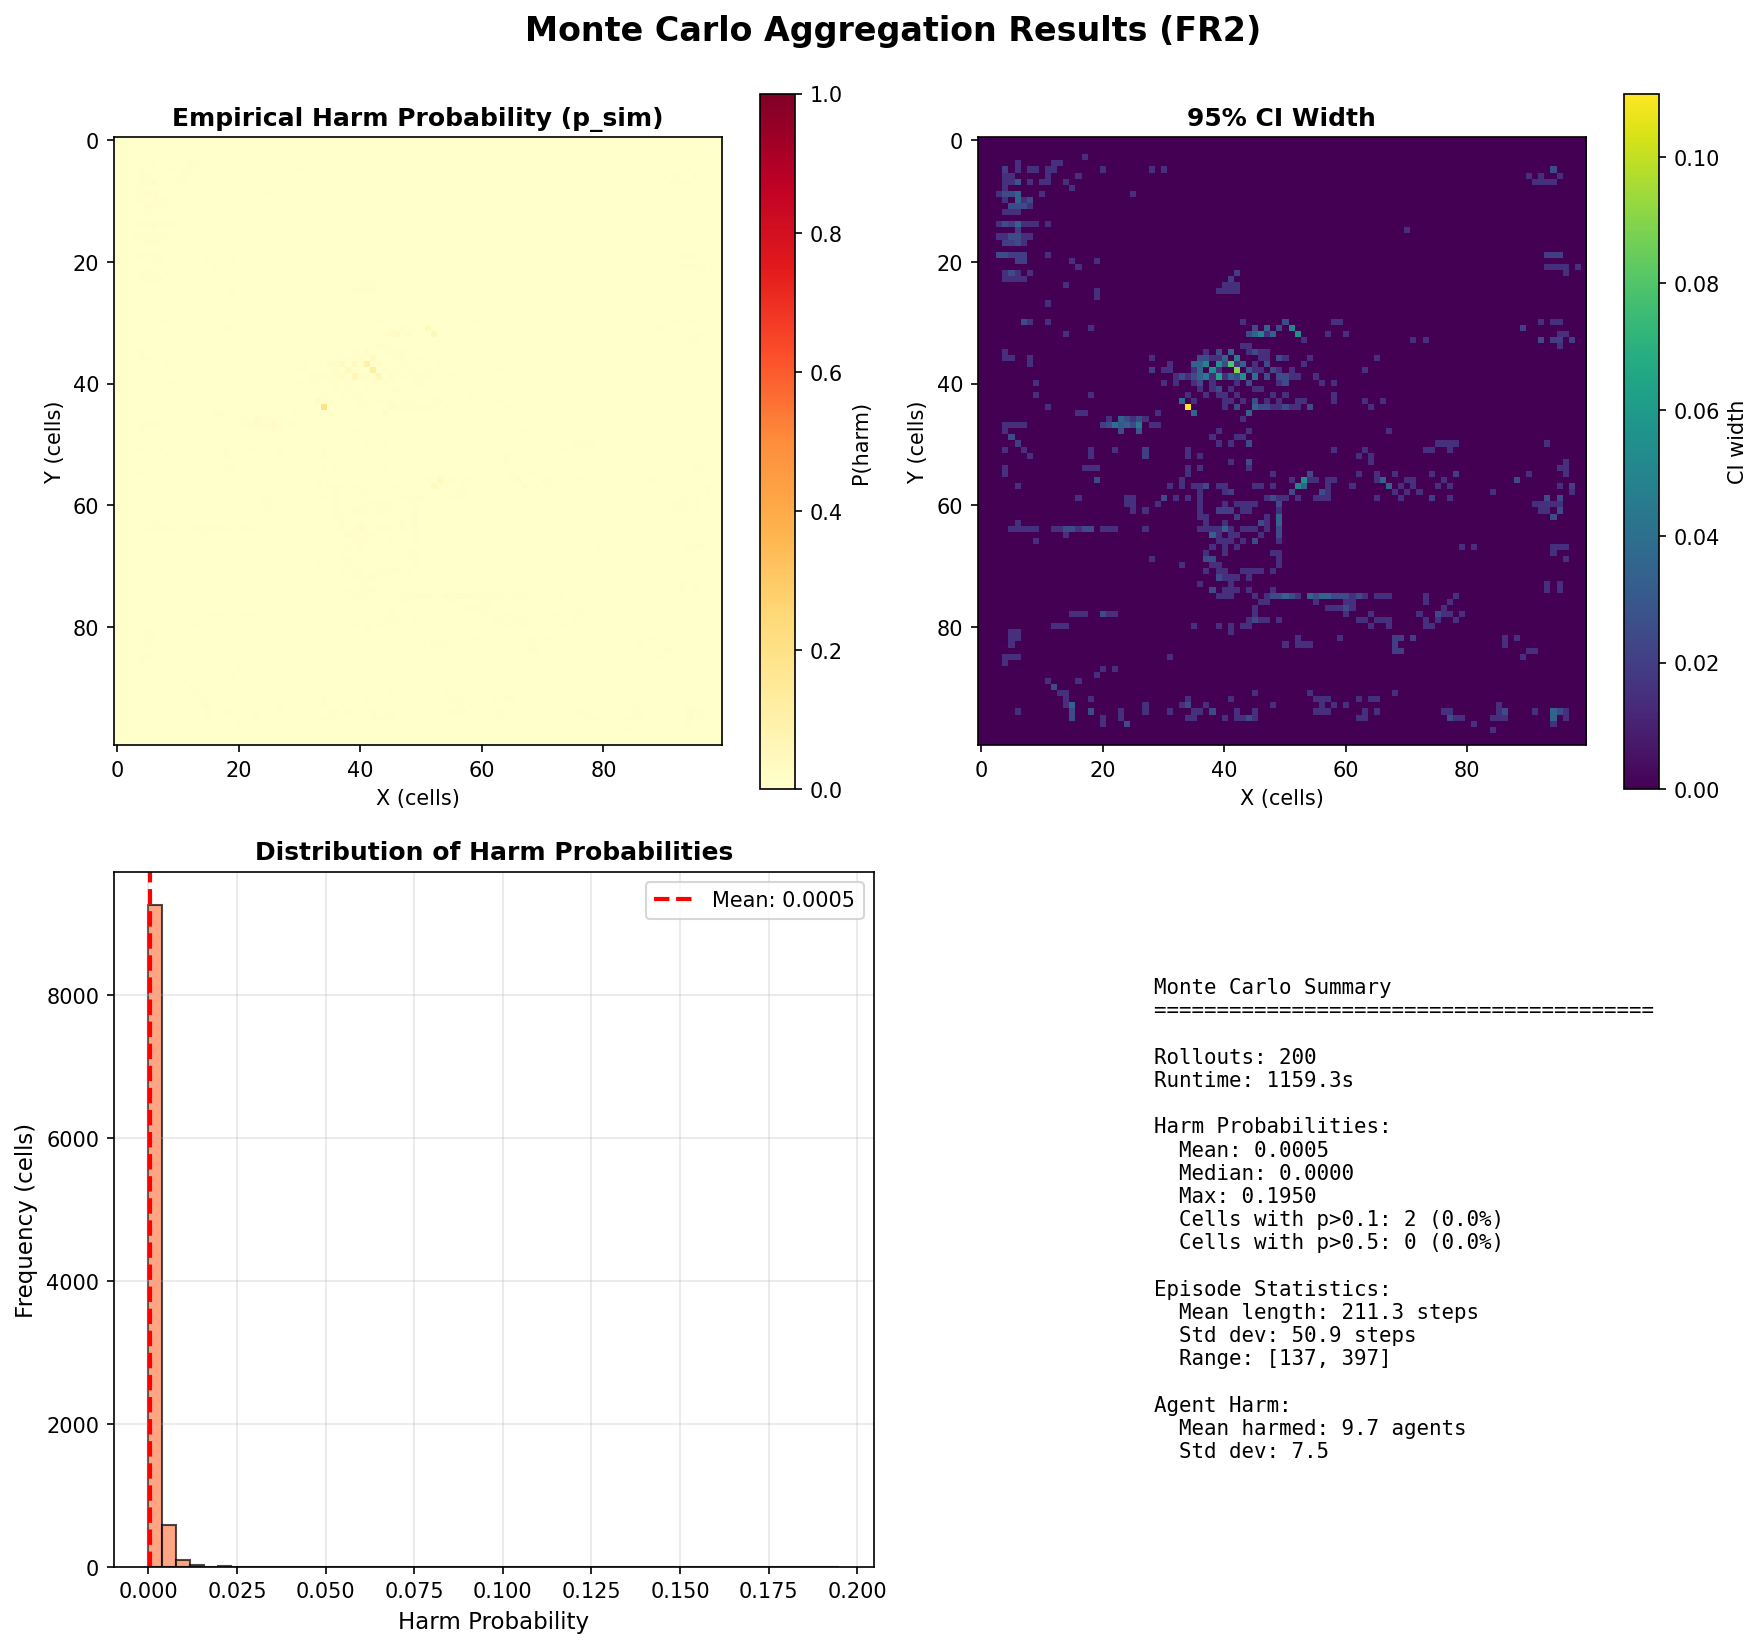 Monte Carlo Aggregation Results (FR2)
Empirical Harm Probability (p_sim)
0
20
40
60
80
Y (cells)
0
20
40
60
80
X (cells)
1.0
0.8
0.6
0.4
0.2
0.0
P(harm)
95% CI Width
0
20
40
60
80
Y (cells)
0
20
40
60
80
X (cells)
0.10
0.08
0.06
0.04
0.02
0.00
CI width
Distribution of Harm Probabilities
Mean: 0.0005
8000
6000
4000
2000
0
Frequency (cells)
0.000
0.025
0.050
0.075
0.100
0.125
0.150
0.175
0.200
Harm Probability
Monte Carlo Summary
========================================
Rollouts: 200
Runtime: 1159.3s
Harm Probabilities:
Mean: 0.0005
Median: 0.0000
Max: 0.1950
Cells with p>0.1: 2 (0.0%)
Cells with p>0.5: 0 (0.0%)
Episode Statistics:
Mean length: 211.3 steps
Std dev: 50.9 steps
Range: [137, 397]
Agent Harm:
Mean harmed: 9.7 agents
Std dev: 7.5